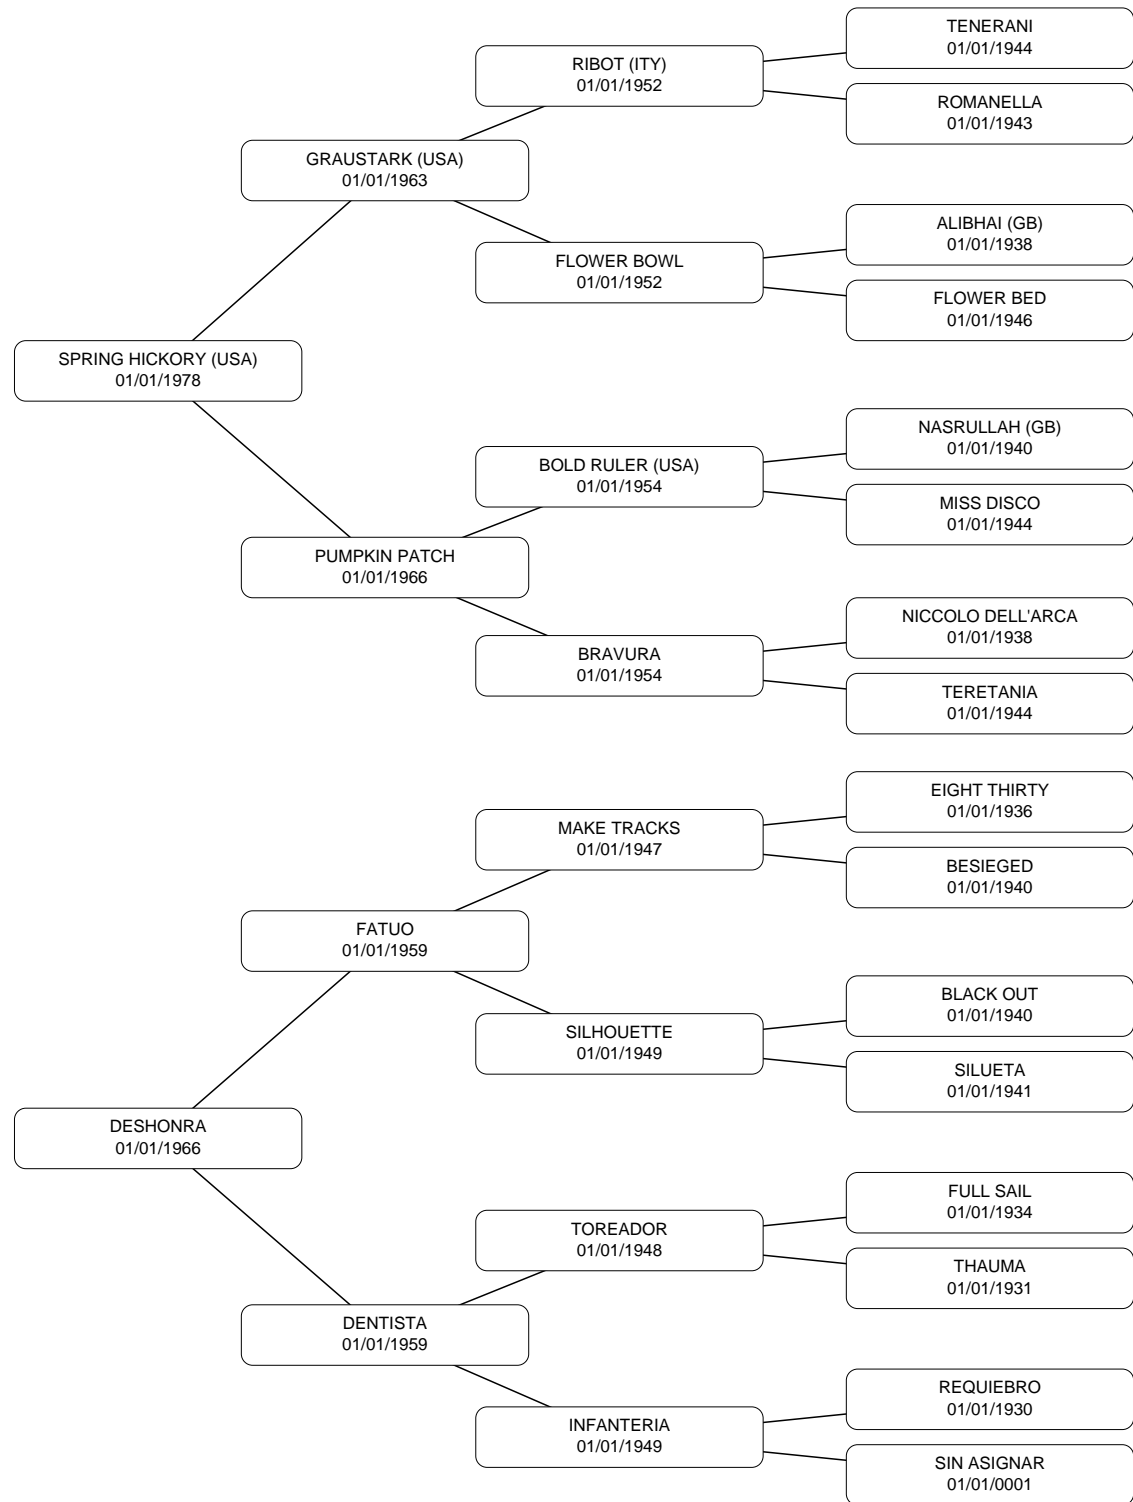 TENERANI
01/01/1944
RIBOT (ITY)
01/01/1952
ROMANELLA
01/01/1943
GRAUSTARK (USA)
01/01/1963
ALIBHAI (GB)
01/01/1938
FLOWER BOWL
01/01/1952
FLOWER BED
01/01/1946
SPRING HICKORY (USA)
01/01/1978
NASRULLAH (GB)
01/01/1940
BOLD RULER (USA)
01/01/1954
MISS DISCO
01/01/1944
PUMPKIN PATCH
01/01/1966
NICCOLO DELL'ARCA
01/01/1938
BRAVURA
01/01/1954
TERETANIA
01/01/1944
EIGHT THIRTY
01/01/1936
MAKE TRACKS
01/01/1947
BESIEGED
01/01/1940
FATUO
01/01/1959
BLACK OUT
01/01/1940
SILHOUETTE
01/01/1949
SILUETA
01/01/1941
DESHONRA
01/01/1966
FULL SAIL
01/01/1934
TOREADOR
01/01/1948
THAUMA
01/01/1931
DENTISTA
01/01/1959
REQUIEBRO
01/01/1930
INFANTERIA
01/01/1949
SIN ASIGNAR
01/01/0001